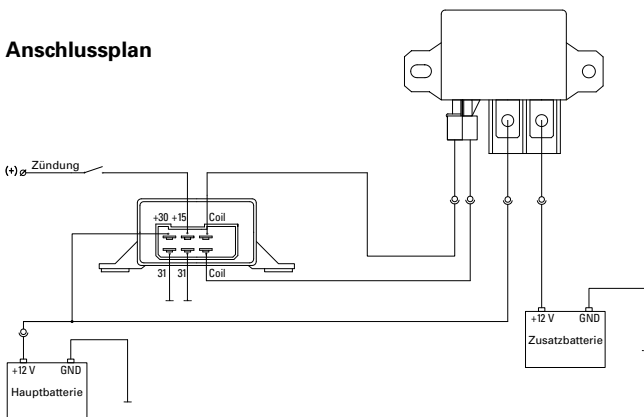 Anschlussplan
(+) Zündung
+30 +15 Coil
31 31 Coil
+12 V GND
Zusatzbatterie
+12 V GND
Hauptbatterie